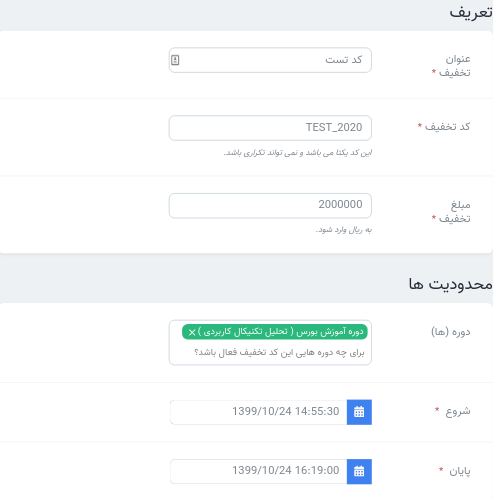 تعریف
عنوان
تخفیف *
کد تست
کد تخفیف *
TEST_2020
این کد یکتا می باشد و نمی تواند تکراری باشد.
مبلغ
تخفیف *
2000000
به ریال وارد شود.
محدودیت ها
دوره (ها)
دوره آموزش بورس ( تحلیل تکنیکال کاربردی ) ×
برای چه دوره هایی این کد تخفیف فعال باشد؟
شروع *
1399/10/24 14:55:30
پایان *
1399/10/24 16:19:00